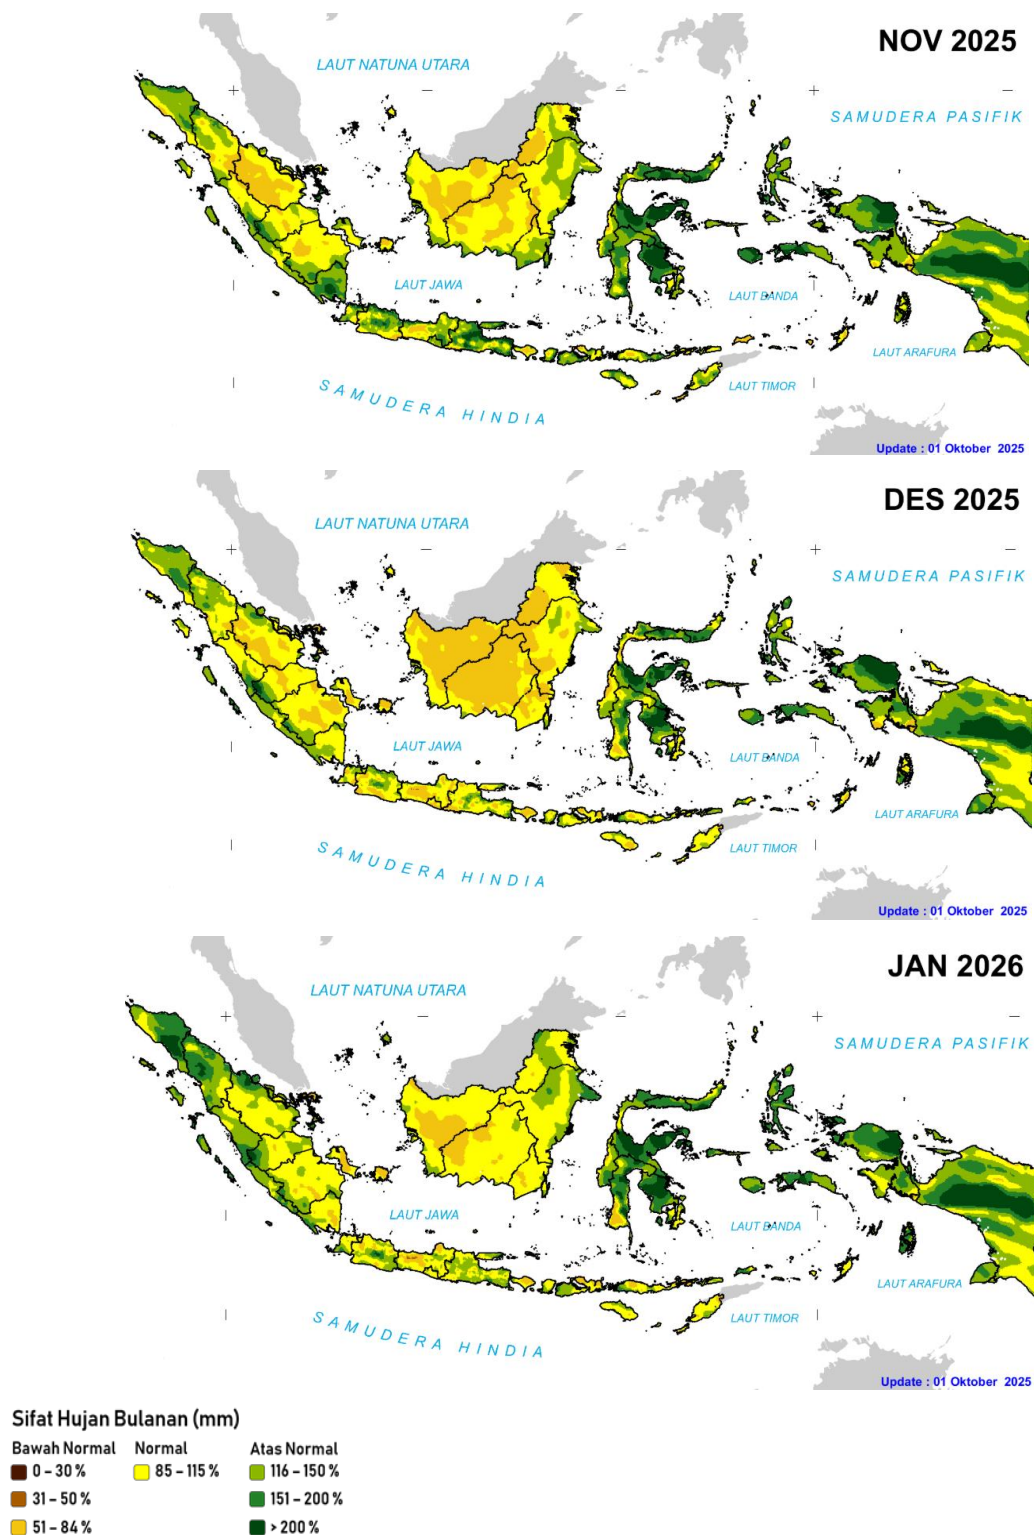 NOV 2025
LAUT NATUNA UTARA
SAMUDERA PASIFIK
LAUT JAWA
LAUT BANDA
LAUT ARAFURA
LAUT TIMOR
SAMUDERA HINDIA
Update : 01 Oktober 2025
DES 2025
LAUT NATUNA UTARA
SAMUDERA PASIFIK
LAUT JAWA
LAUT BANDA
LAUT ARAFURA
LAUT TIMOR
SAMUDERA HINDIA
Update : 01 Oktober 2025
JAN 2026
LAUT NATUNA UTARA
SAMUDERA PASIFIK
LAUT JAWA
LAUT BANDA
LAUT ARAFURA
LAUT TIMOR
SAMUDERA HINDIA
Update : 01 Oktober 2025
Sifat Hujan Bulanan (mm)
Bawah Normal Normal Atas Normal
0 – 30 % 85 – 115 % 116 – 150 %
31 – 50 % 151 – 200 %
51 – 84 % > 200 %